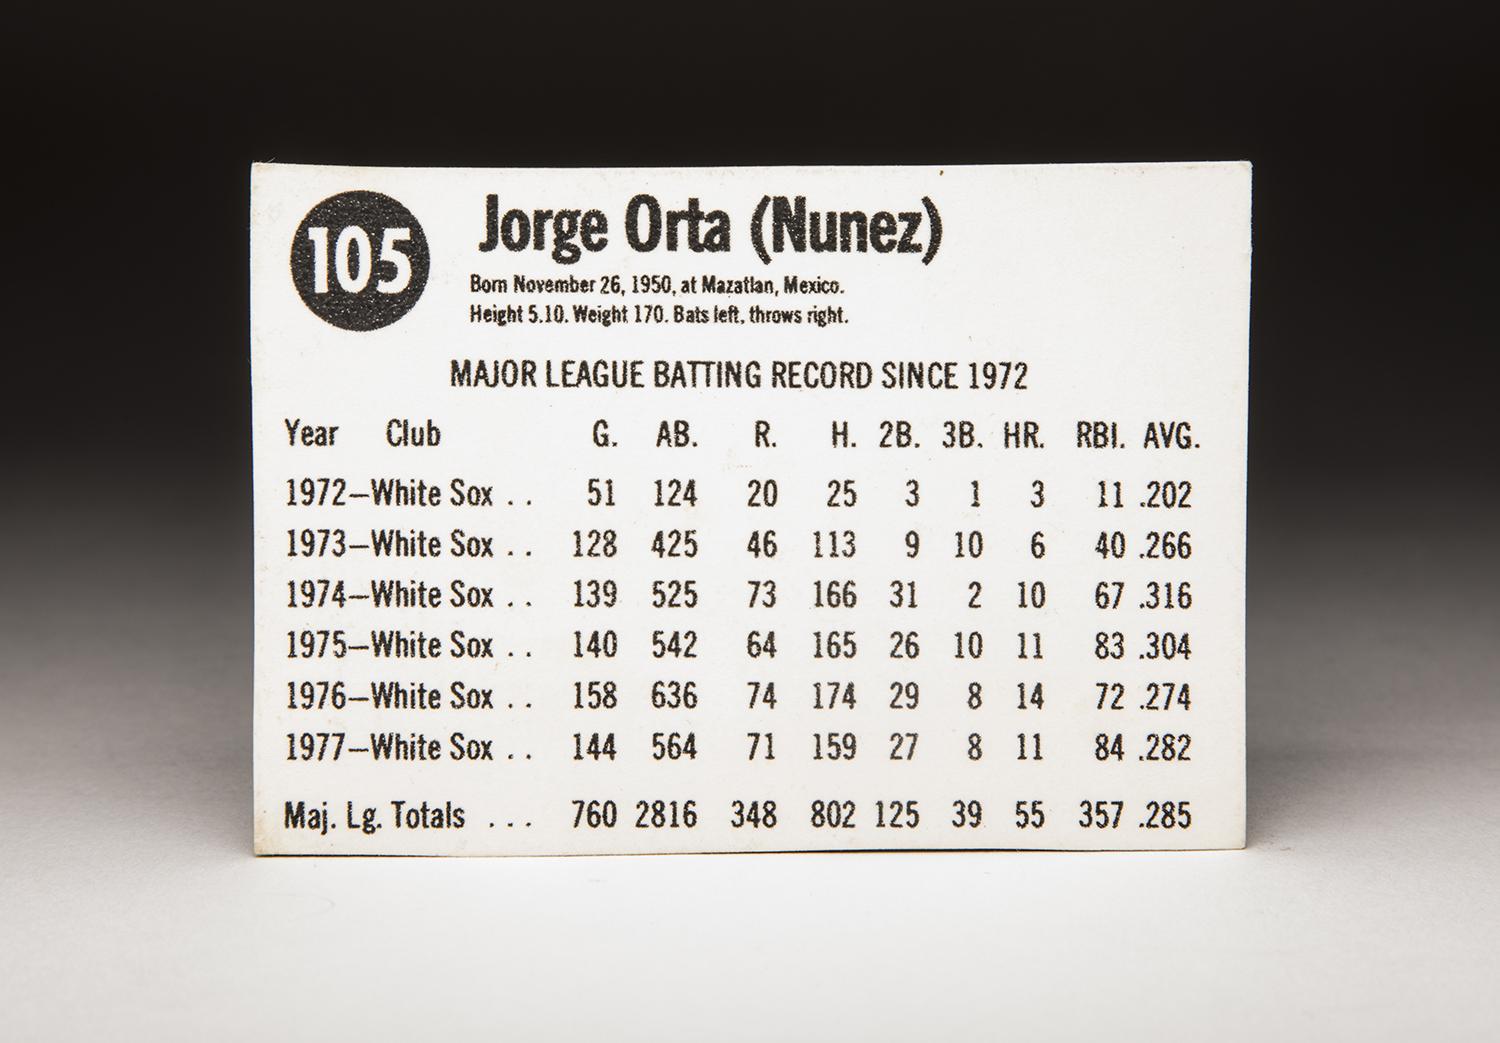 105
Jorge Orta (Nunez)
Born November 26, 1950, at Mazatlan, Mexico.
Height 5.10. Weight 170. Bats left, throws right.
MAJOR LEAGUE BATTING RECORD SINCE 1972
Year Club G. AB. R. H. 2B. 3B. HR. RBI. AVG.
1972—White Sox . . 51 124 20 25 3 1 3 11 .202
1973—White Sox . . 128 425 46 113 9 10 6 40 .266
1974—White Sox . . 139 525 73 166 31 2 10 67 .316
1975—White Sox . . 140 542 64 165 26 10 11 83 .304
1976—White Sox . . 158 636 74 174 29 8 14 72 .274
1977—White Sox . . 144 564 71 159 27 8 11 84 .282
Maj. Lg. Totals . . . 760 2816 348 802 125 39 55 357 .285